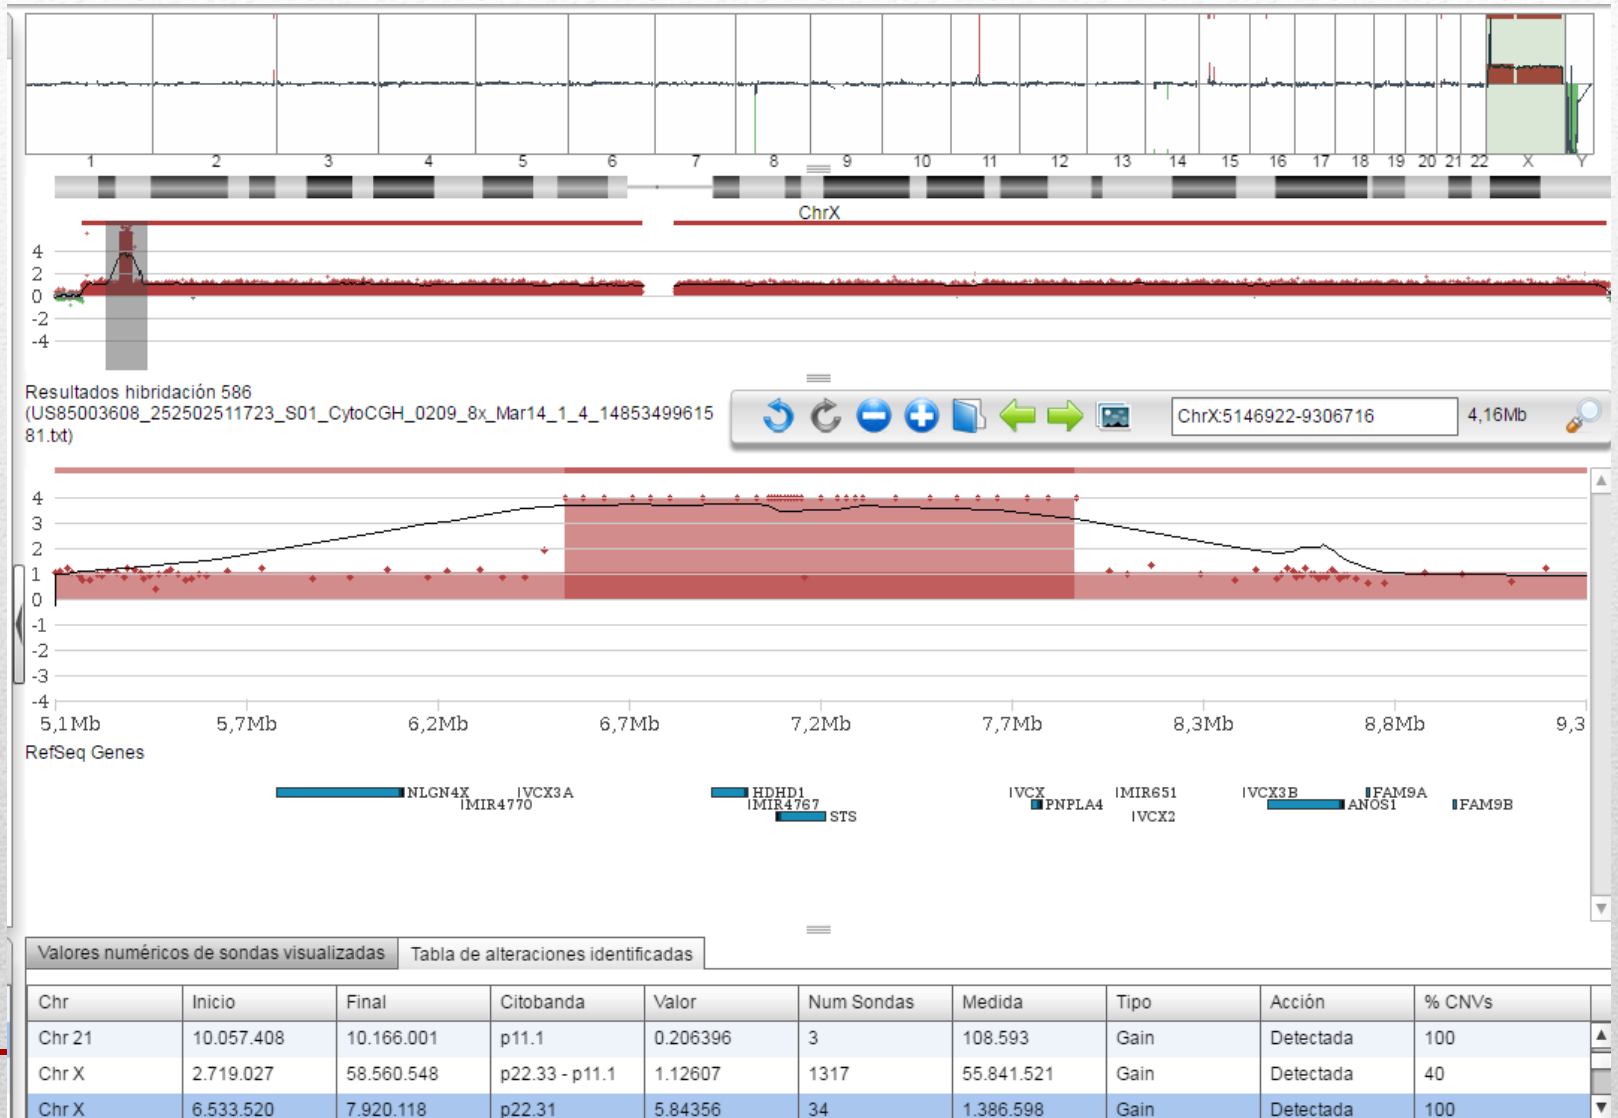 1 2 3 4 5 6 7 8 9 10 11 12 13 14 15 16 17 18 19 20 21 22 X Y
ChrX
4
2
0
-2
-4
Resultados hibridación 586
(US85003608_252502511723_S01_CytoCGH_0209_8x_Mar14_1_4_14853499615
81.txt)
ChrX:5146922-9306716 4,16Mb
4
3
2
1
0
-1
-2
-3
-4
5,1Mb 5,7Mb 6,2Mb 6,7Mb 7,2Mb 7,7Mb 8,3Mb 8,8Mb 9,3
RefSeq Genes
NLGN4X VCX3A HDHD1 VCX MIR651 VCX3B FAM9A
MIR4770 MIR4767 PNPLA4 ANOS1 FAM9B
STS VCX2
Valores numéricos de sondas visualizadas Tabla de alteraciones identificadas
Chr Inicio Final Citobanda Valor Num Sondas Medida Tipo Acción % CNVs
Chr 21 10.057.408 10.166.001 p11.1 0.206396 3 108.593 Gain Detectada 100
Chr X 2.719.027 58.560.548 p22.33 - p11.1 1.12607 1317 55.841.521 Gain Detectada 40
Chr X 6.533.520 7.920.118 p22.31 5.84356 34 1.386.598 Gain Detectada 100